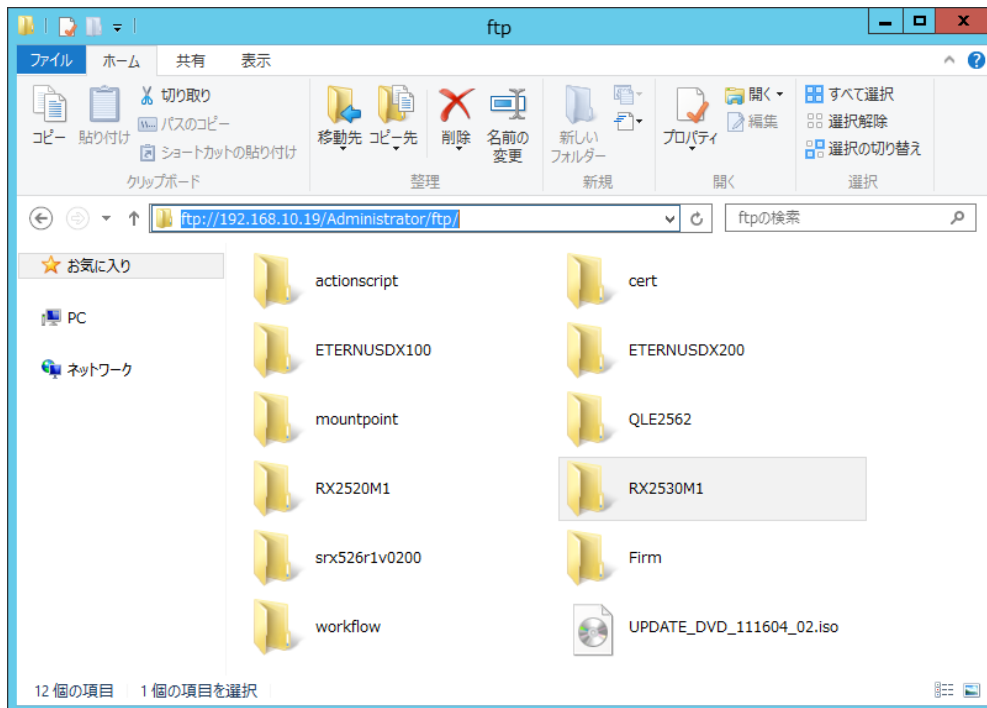 ftp
ファイル ホーム 共有 表示
コピー 貼り付け 切り取り パスのコピー ショートカットの貼り付け
移動先 コピー先 削除 名前の変更
新しいフォルダー
プロパティ 開く 編集
すべて選択 選択解除 選択の切り替え
クリップボード 整理 新規 開く 選択
ftp://192.168.10.19/Administrator/ftp/ ftpの検索
お気に入り
PC
ネットワーク
actionscript cert
ETERNUSDX100 ETERNUSDX200
mountpoint QLE2562
RX2520M1 RX2530M1
srx526r1v0200 Firm
workflow UPDATE_DVD_111604_02.iso
12 個の項目 1 個の項目を選択